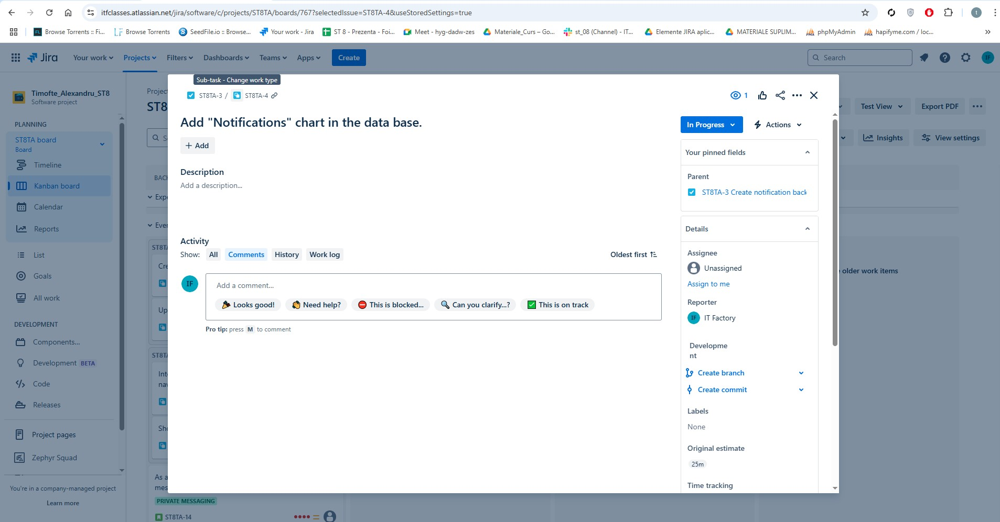 itfclasses.atlassian.net/jira/software/c/projects/ST8TA/boards/767?selectedIssue=ST8TA-4&useStoredSettings=true
Browse Torrents :: Fi...
Browse Torrents
SeedFile.io :: Browse...
Your work - Jira
ST 8 - Prezenta - Foi...
Meet - hyg-dadw-zes
Materiale_Curs – Go...
st_08 (Channel) - IT...
Elemente JIRA aplic...
MATERIALE SUPLIM...
phpMyAdmin
hapifyme.com / loc...
Jira
Your work
Projects
Filters
Dashboards
Teams
Apps
Create
Search
IF
Timofte_Alexandru_ST8
Software project
PLANNING
ST8TA board
Board
Timeline
Kanban board
Calendar
Reports
List
Goals
All work
DEVELOPMENT
Components...
Development BETA
Code
Releases
Project pages
Zephyr Squad
You're in a company-managed project
Learn more
Projec
ST8
BAC
Expe
Ever
ST8TA
Cre
Up
ST8TA
Inte
nav
Sho
As a
mes
PRIVATE MESSAGING
ST8TA-14
Test View
Export PDF
Insights
View settings
older work items
Sub-task - Change work type
ST8TA-3 / ST8TA-4
1
Add "Notifications" chart in the data base.
Add
Description
Add a description...
Activity
Show: All Comments History Work log
Oldest first
IF
Add a comment...
Looks good!
Need help?
This is blocked...
Can you clarify...?
This is on track
Pro tip: press M to comment
In Progress
Actions
Your pinned fields
Parent
ST8TA-3 Create notification back
Details
Assignee
Unassigned
Assign to me
Reporter
IF IT Factory
Developme
nt
Create branch
Create commit
Labels
None
Original estimate
25m
Time tracking